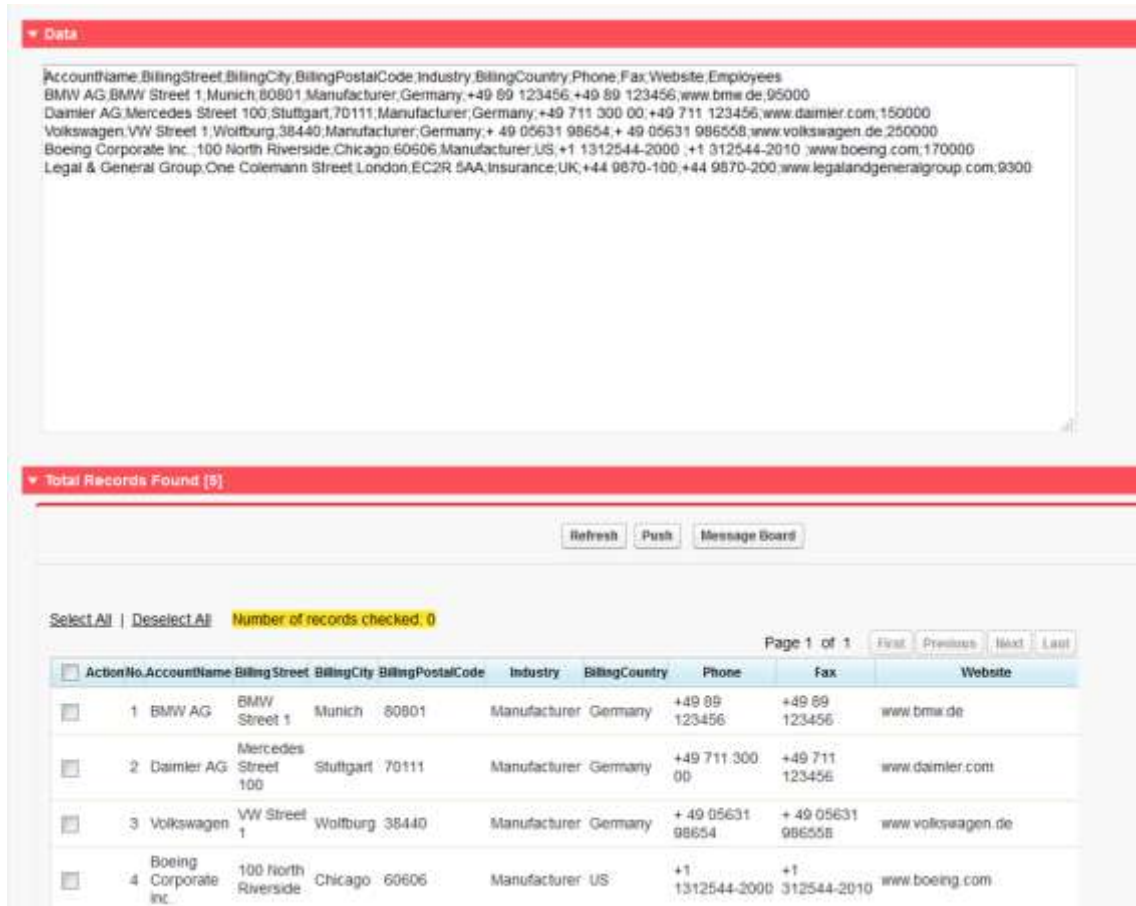 Data
AccountName;BillingStreet;BillingCity;BillingPostalCode;Industry;BillingCountry;Phone;Fax;Website;Employees
BMW AG;BMW Street 1;Munich;80801;Manufacturer;Germany;+49 89 123456;+49 89 123456;www.bmw.de;95000
Daimler AG;Mercedes Street 100;Stuttgart;70111;Manufacturer;Germany;+49 711 300 00;+49 711 123456;www.daimler.com;150000
Volkswagen;VW Street 1;Wolfburg;38440;Manufacturer;Germany;+ 49 05631 98654;+ 49 05631 986558;www.volkswagen.de;250000
Boeing Corporate Inc.;100 North Riverside;Chicago;60606;Manufacturer;US;+1 1312544-2000 ;+1 312544-2010 ;www.boeing.com;170000
Legal & General Group;One Colemann Street;London;EC2R 5AA;Insurance;UK;+44 9870-100;+44 9870-200;www.legalandgeneralgroup.com;9300
Total Records Found [5]
Refresh Push Message Board
Select All | Deselect All Number of records checked: 0
Page 1 of 1 First Previous Next Last
Action No. AccountName BillingStreet BillingCity BillingPostalCode Industry BillingCountry Phone Fax Website
1 BMW AG BMW Street 1 Munich 80801 Manufacturer Germany +49 89 123456 +49 89 123456 www.bmw.de
2 Daimler AG Mercedes Street 100 Stuttgart 70111 Manufacturer Germany +49 711 300 00 +49 711 123456 www.daimler.com
3 Volkswagen VW Street 1 Wolfburg 38440 Manufacturer Germany + 49 05631 98654 + 49 05631 986558 www.volkswagen.de
4 Boeing Corporate Inc. 100 North Riverside Chicago 60606 Manufacturer US +1 1312544-2000 +1 312544-2010 www.boeing.com